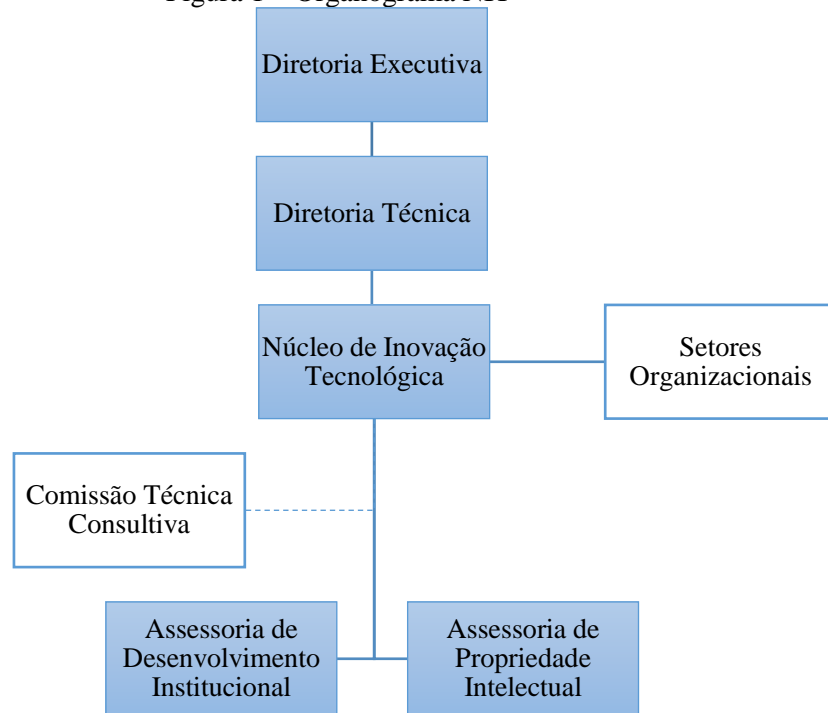 Diretoria Executiva
Diretoria Técnica
Núcleo de Inovação
Tecnológica
Setores
Organizacionais
Comissão Técnica
Consultiva
Assessoria de
Desenvolvimento
Institucional
Assessoria de
Propriedade
Intelectual